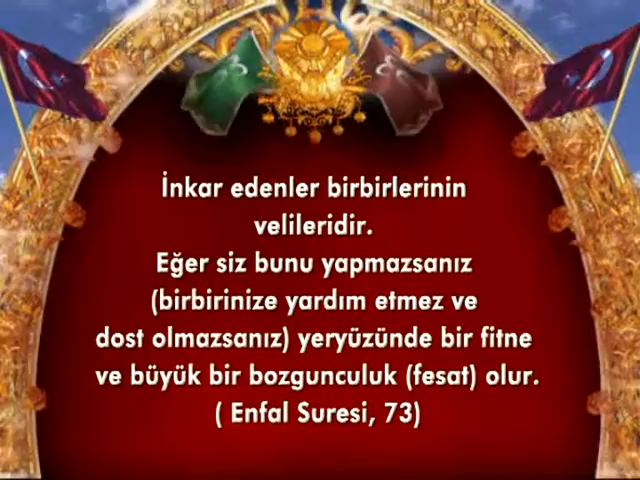 İnkar edenler birbirlerinin
velileridir.
Eğer siz bunu yapmazsanız
(birbirinize yardım etmez ve
dost olmazsanız) yeryüzünde bir fitne
ve büyük bir bozgunculuk (fesat) olur.
( Enfal Suresi, 73)